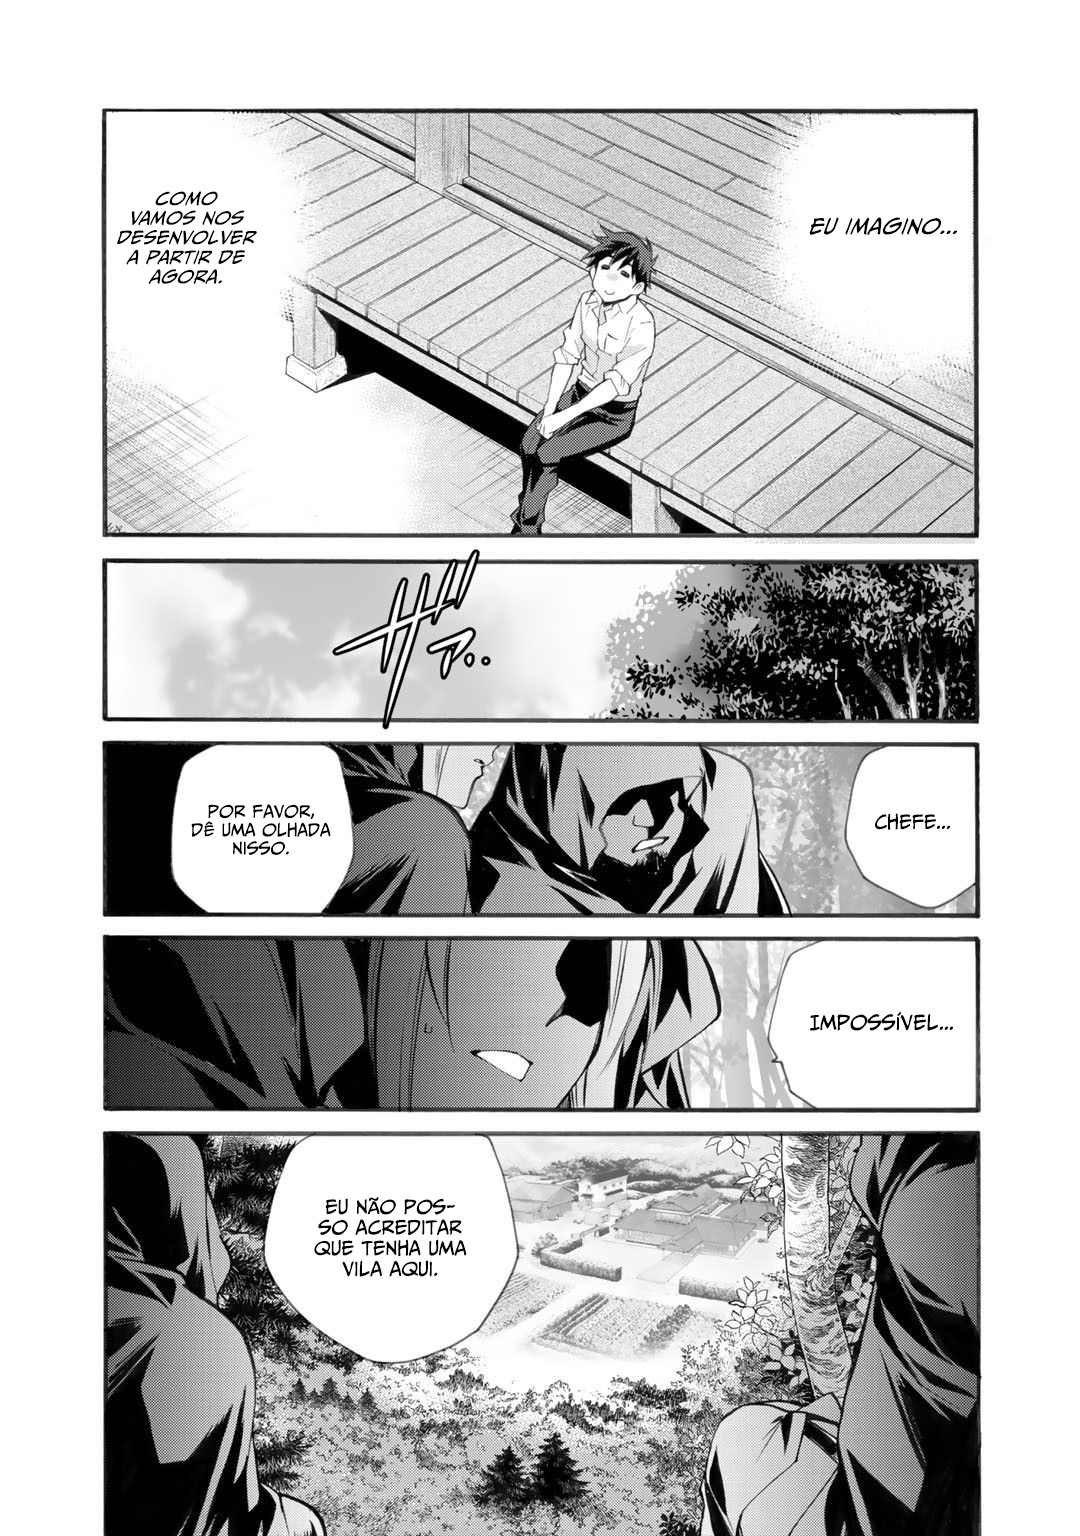 EU IMAGINO...
COMO
VAMOS NOS
DESENVOLVER
A PARTIR DE
AGORA.
ザァ..
CHEFE...
POR FAVOR,
DÊ UMA OLHADA
NISSO.
IMPOSSÍVEL...
EU NÃO POS-
SO ACREDITAR
QUE TENHA UMA
VILA AQUI.